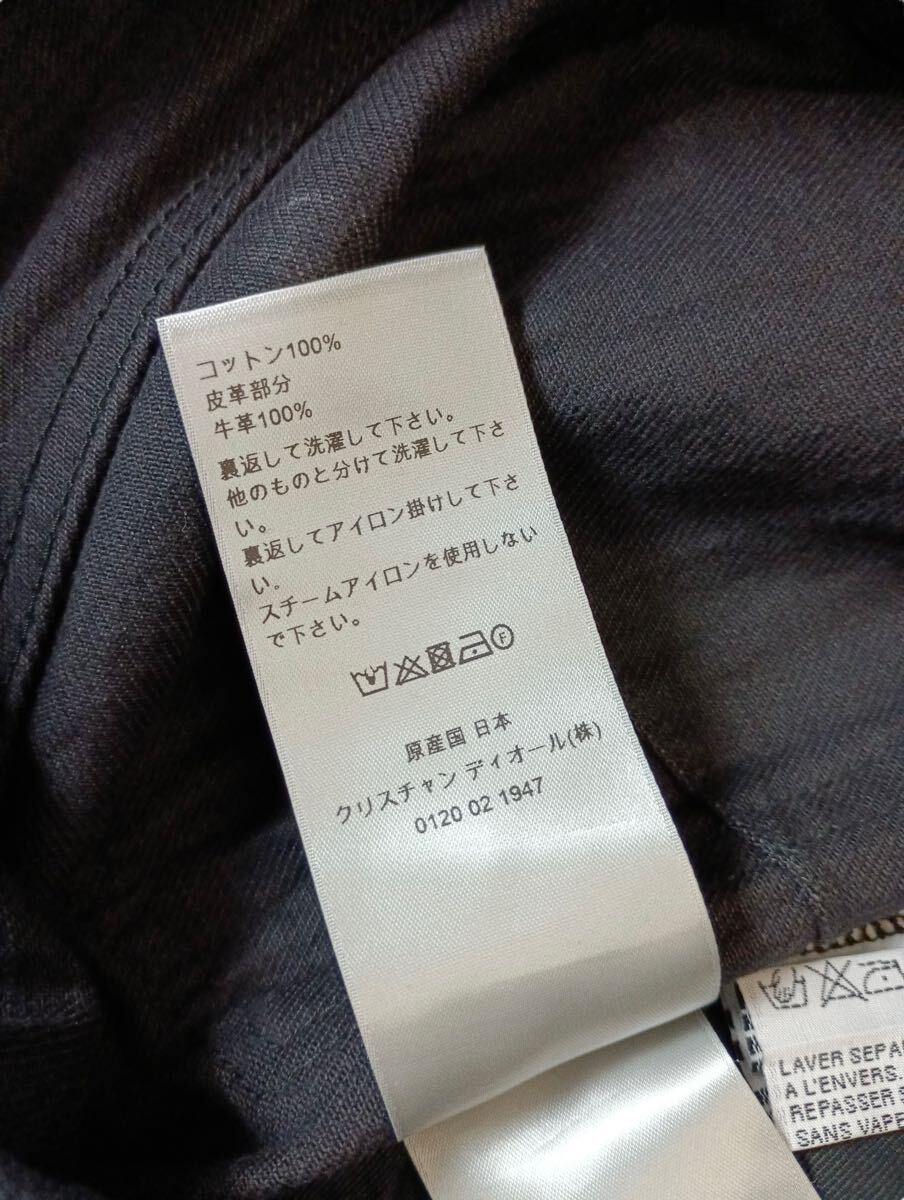 コットン100%
皮革部分
牛革100%
裏返して洗濯して下さい。
他のものと分けて洗濯して下さ
い。
裏返してアイロン掛けして下さ
い。
スチームアイロンを使用しない
で下さい。
F
原産国 日本
クリスチャン ディオール(株)
0120 02 1947
LAVER SEPA
A L'ENVERS.
REPASSER S
SANS VAPE